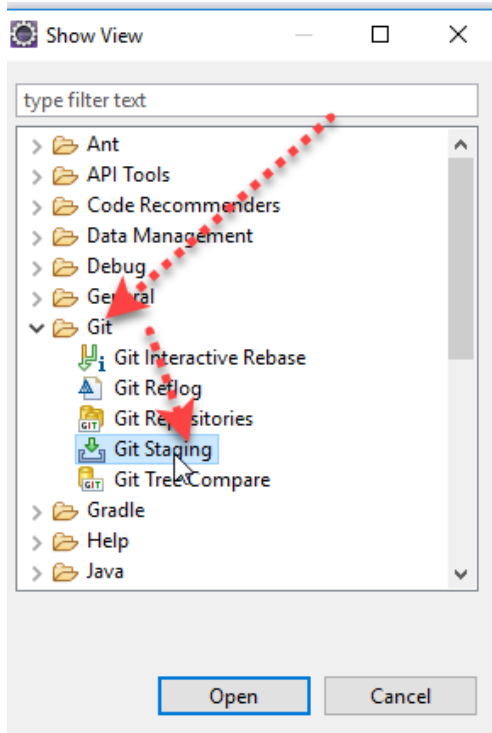 Show View
type filter text
Ant
API Tools
Code Recommenders
Data Management
Debug
General
Git
Git Interactive Rebase
Git Reflog
Git Repositories
Git Staging
Git Tree Compare
Gradle
Help
Java
Open Cancel